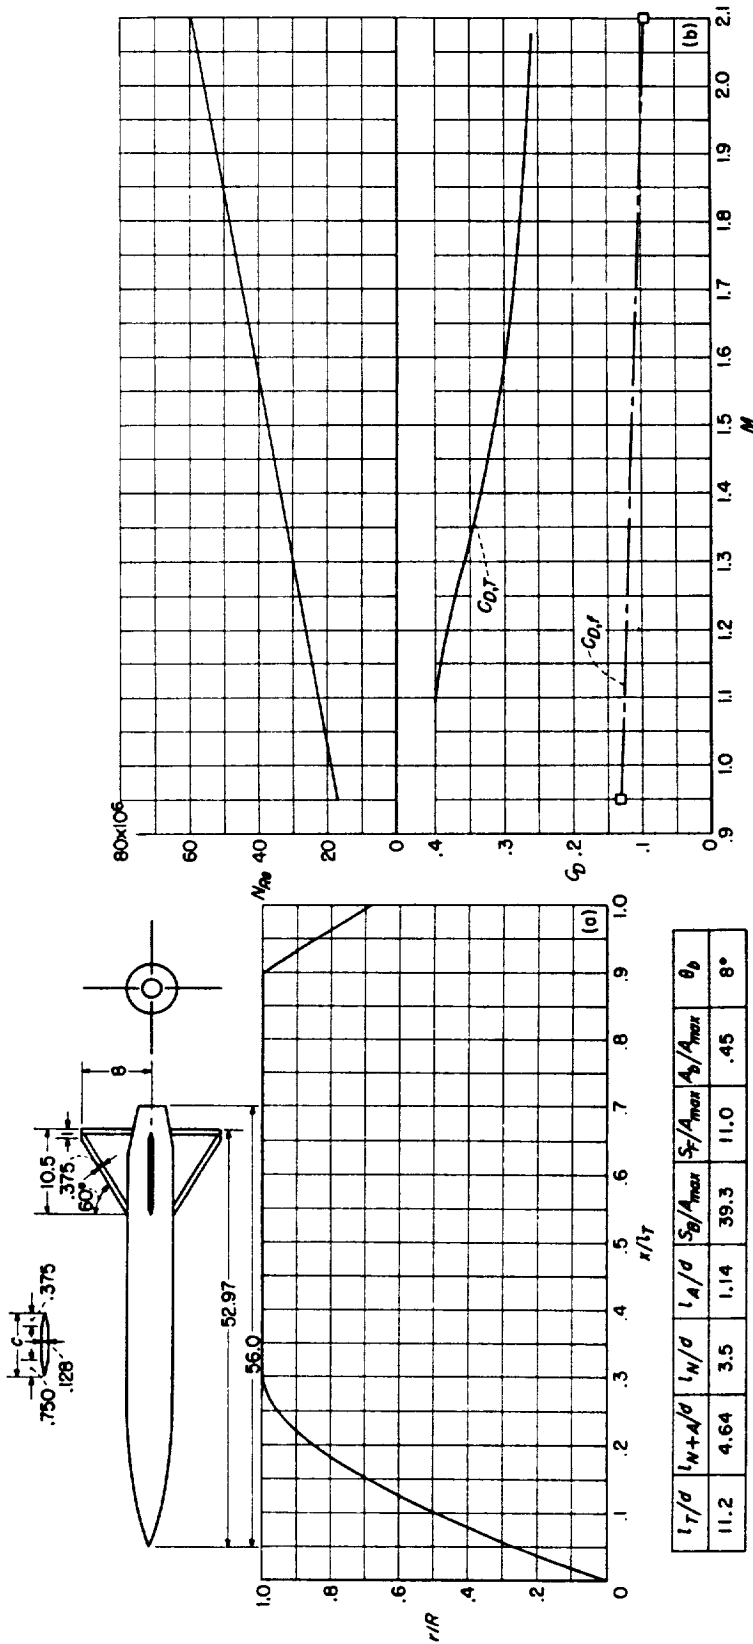 .750
c
.375
.128
10.5
.375
60°
8
52.97
56.0
1.0
.8
.6
.4
.2
0
r/R
0 .1 .2 .3 .4 .5 .6 .7 .8 .9 1.0
x/l_T
(a)
l_T/d l_N+A/d l_N/d l_A/d S_B/A_max S_F/A_max A_b/A_max θ_b
11.2 4.64 3.5 1.14 39.3 11.0 .45 8°
80x10⁶
60
N_Re
40
20
0
.4
.3
C_D .2
.1
0
C_D,T
C_D,f
.9 1.0 1.1 1.2 1.3 1.4 1.5 1.6 1.7 1.8 1.9 2.0 2.1
M
(b)